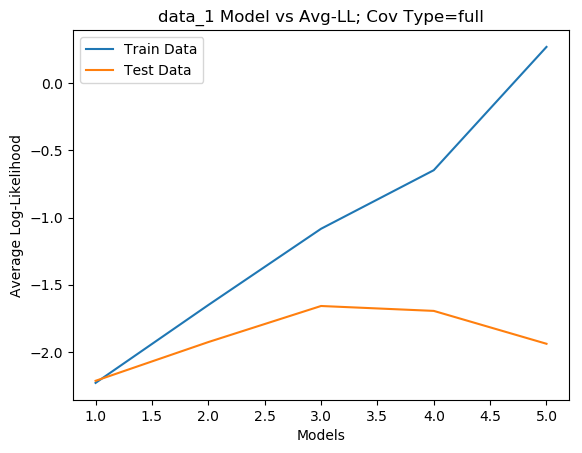 data_1 Model vs Avg-LL; Cov Type=full
Train Data
Test Data
Average Log-Likelihood
0.0
−0.5
−1.0
−1.5
−2.0
1.0 1.5 2.0 2.5 3.0 3.5 4.0 4.5 5.0
Models